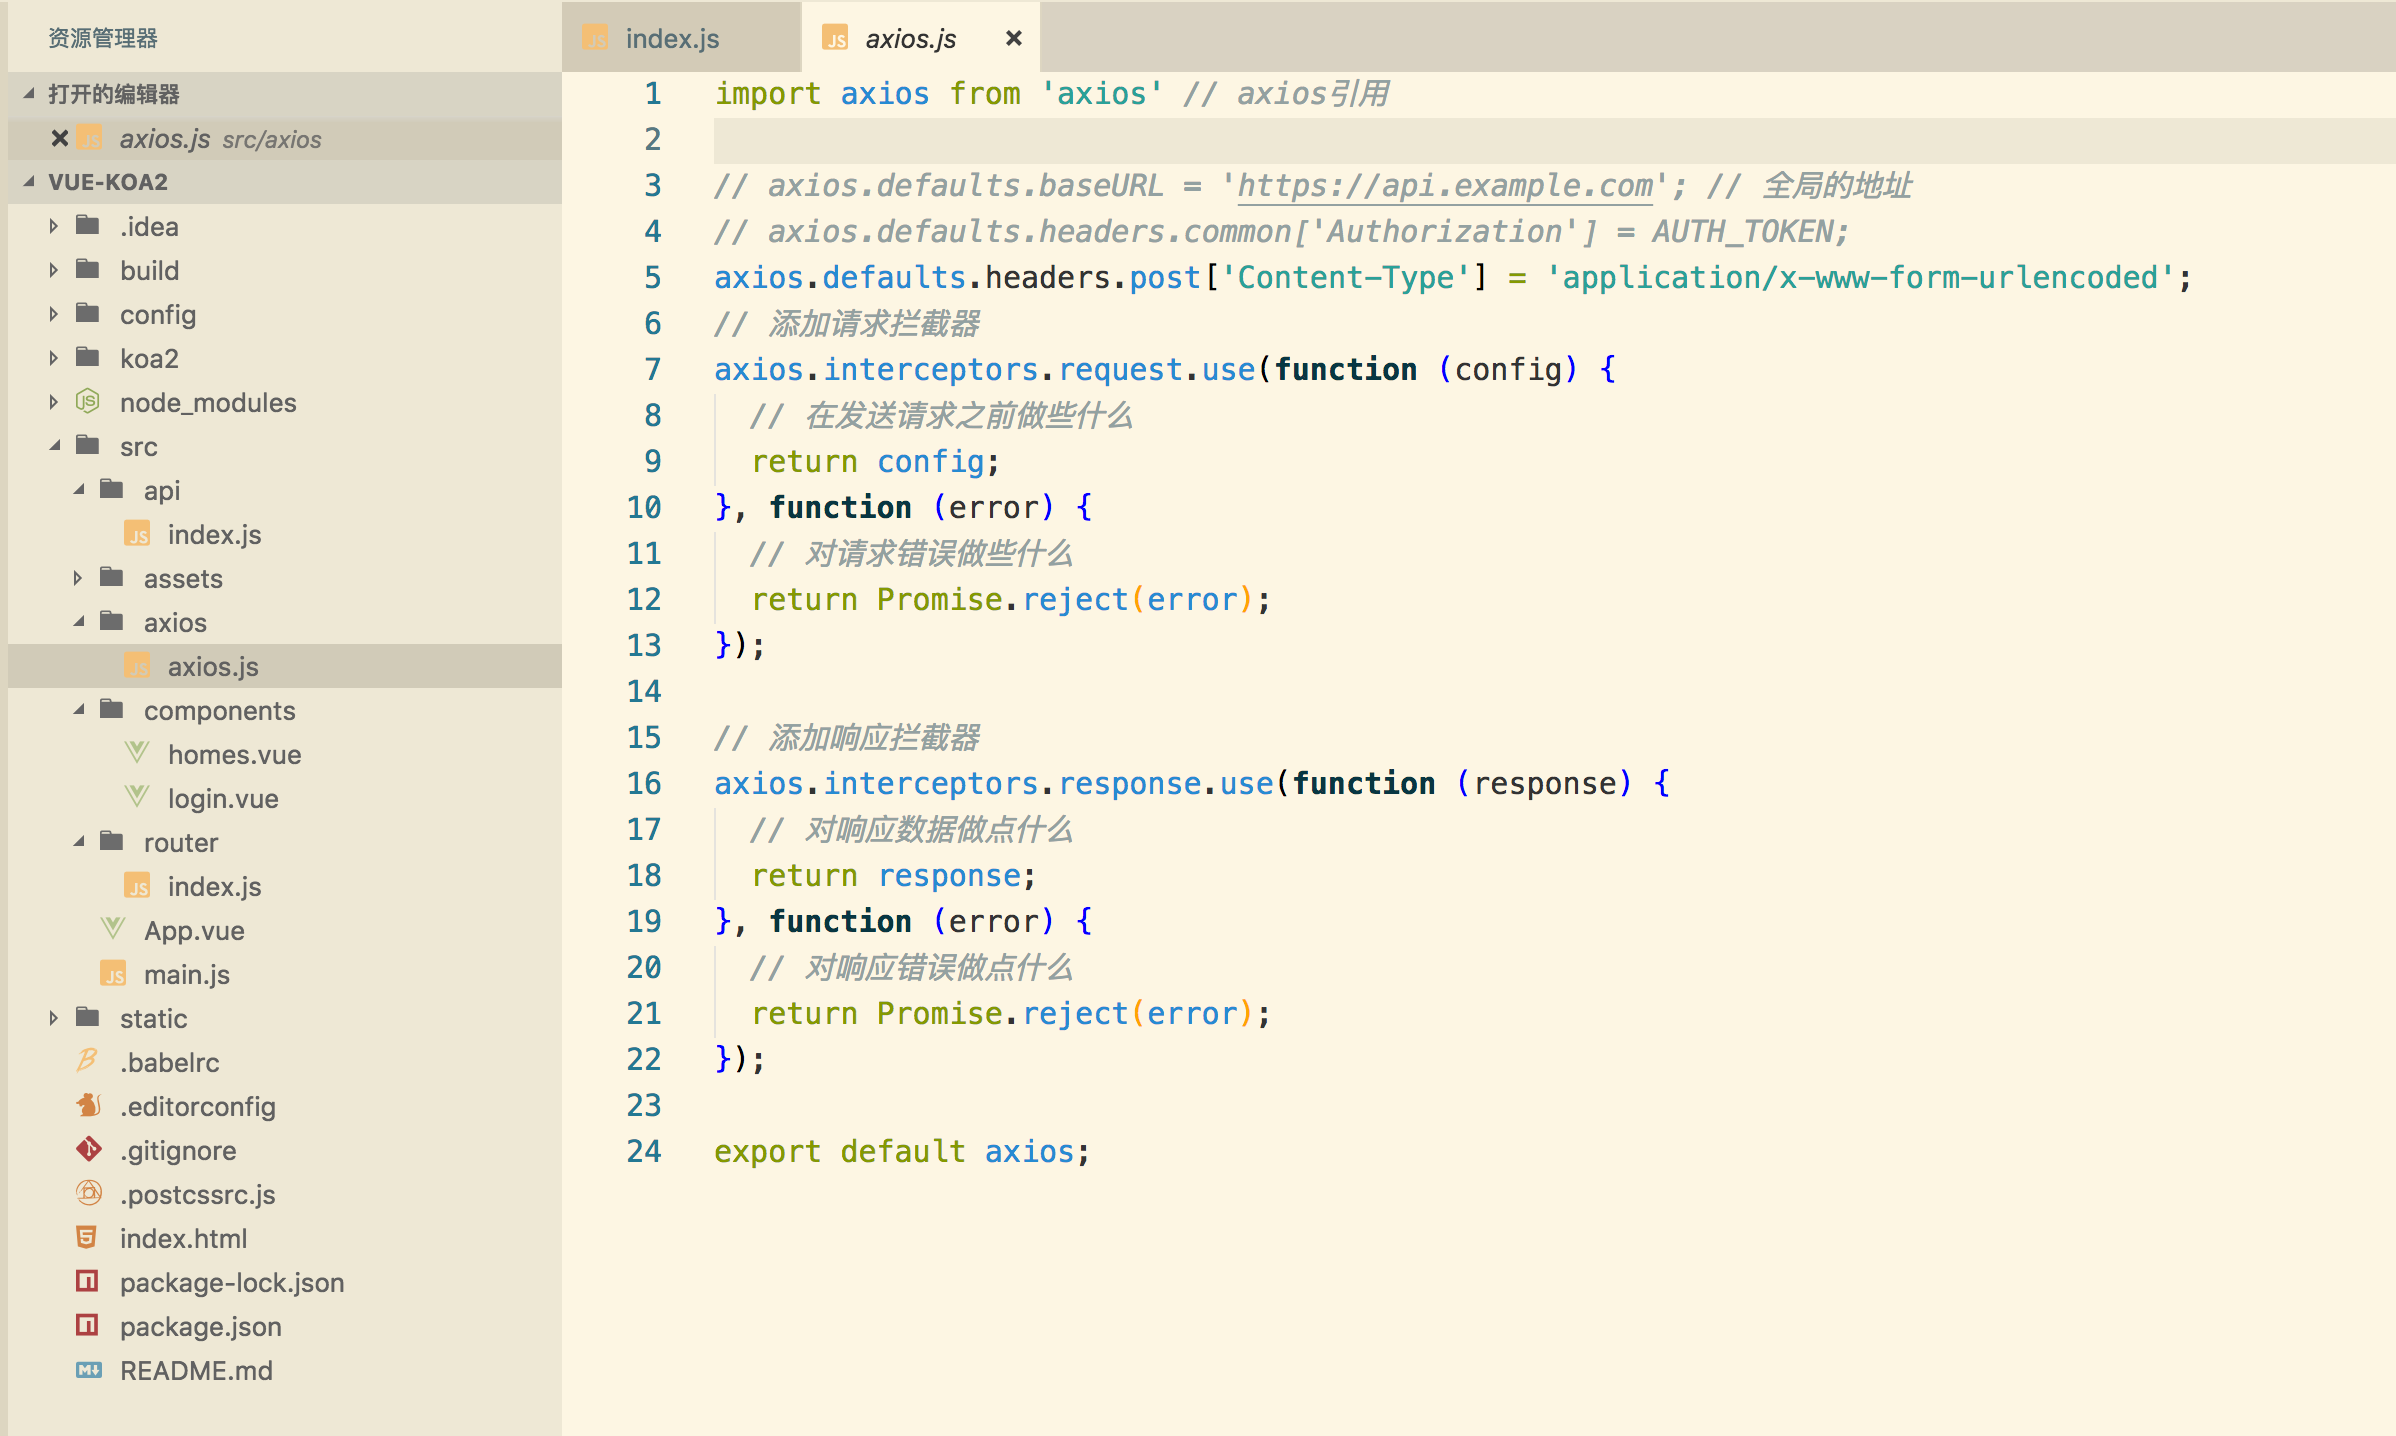 资源管理器
打开的编辑器
axios.js src/axios
VUE-KOA2
.idea
build
config
koa2
node_modules
src
api
index.js
assets
axios
axios.js
components
homes.vue
login.vue
router
index.js
App.vue
main.js
static
.babelrc
.editorconfig
.gitignore
.postcssrc.js
index.html
package-lock.json
package.json
README.md
index.js
axios.js
1 import axios from 'axios' // axios引用
2
3 // axios.defaults.baseURL = 'https://api.example.com'; // 全局的地址
4 // axios.defaults.headers.common['Authorization'] = AUTH_TOKEN;
5 axios.defaults.headers.post['Content-Type'] = 'application/x-www-form-urlencoded';
6 // 添加请求拦截器
7 axios.interceptors.request.use(function (config) {
8 // 在发送请求之前做些什么
9 return config;
10 }, function (error) {
11 // 对请求错误做些什么
12 return Promise.reject(error);
13 });
14
15 // 添加响应拦截器
16 axios.interceptors.response.use(function (response) {
17 // 对响应数据做点什么
18 return response;
19 }, function (error) {
20 // 对响应错误做点什么
21 return Promise.reject(error);
22 });
23
24 export default axios;